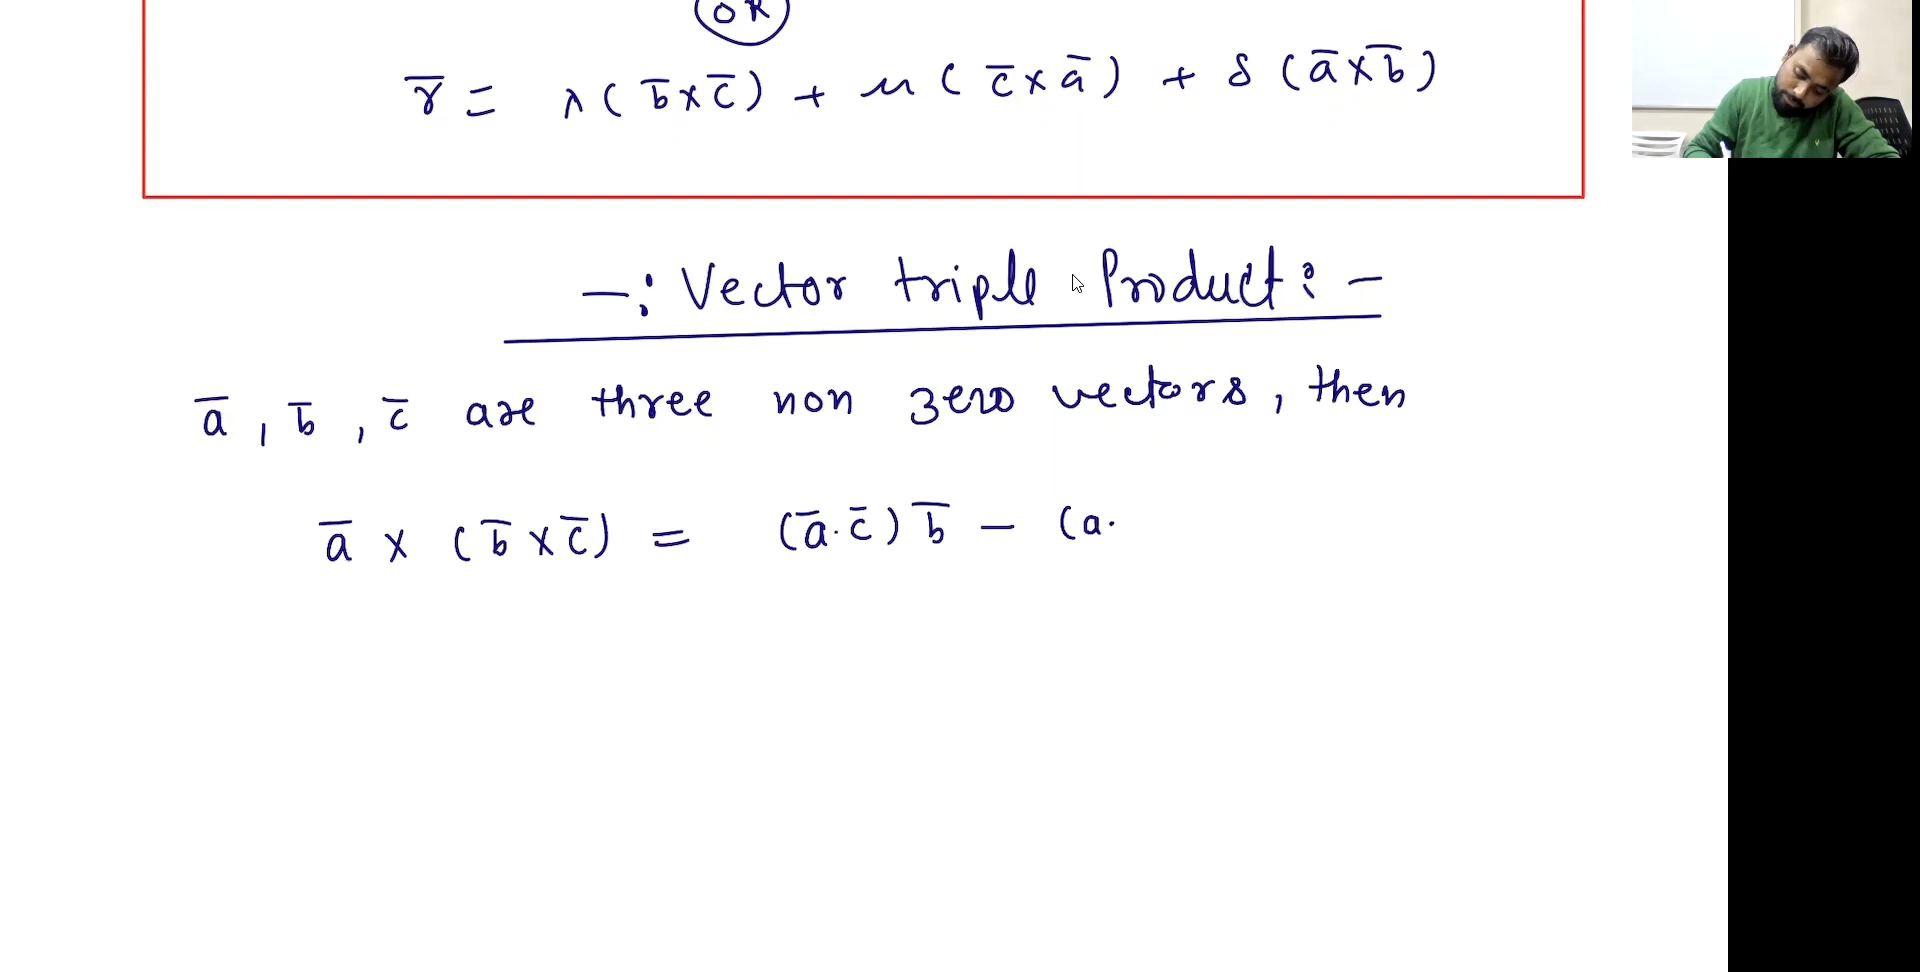 OR
r̄ = λ(b̄×c̄) + μ(c̄×ā) + δ(ā×b̄)
-: Vector triple Product: -
ā, b̄, c̄ are three non zero vectors, then
ā × (b̄×c̄) = (ā.c̄)b̄ - (a.